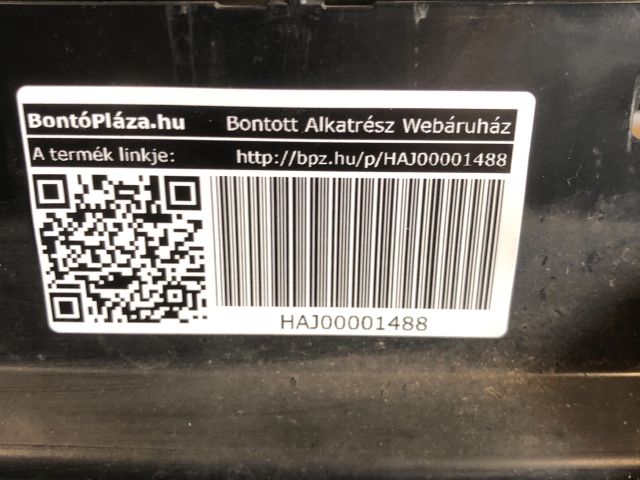 BontóPláza.hu Bontott Alkatrész Webáruház
A termék linkje: http://bpz.hu/p/HAJ00001488
HAJ00001488